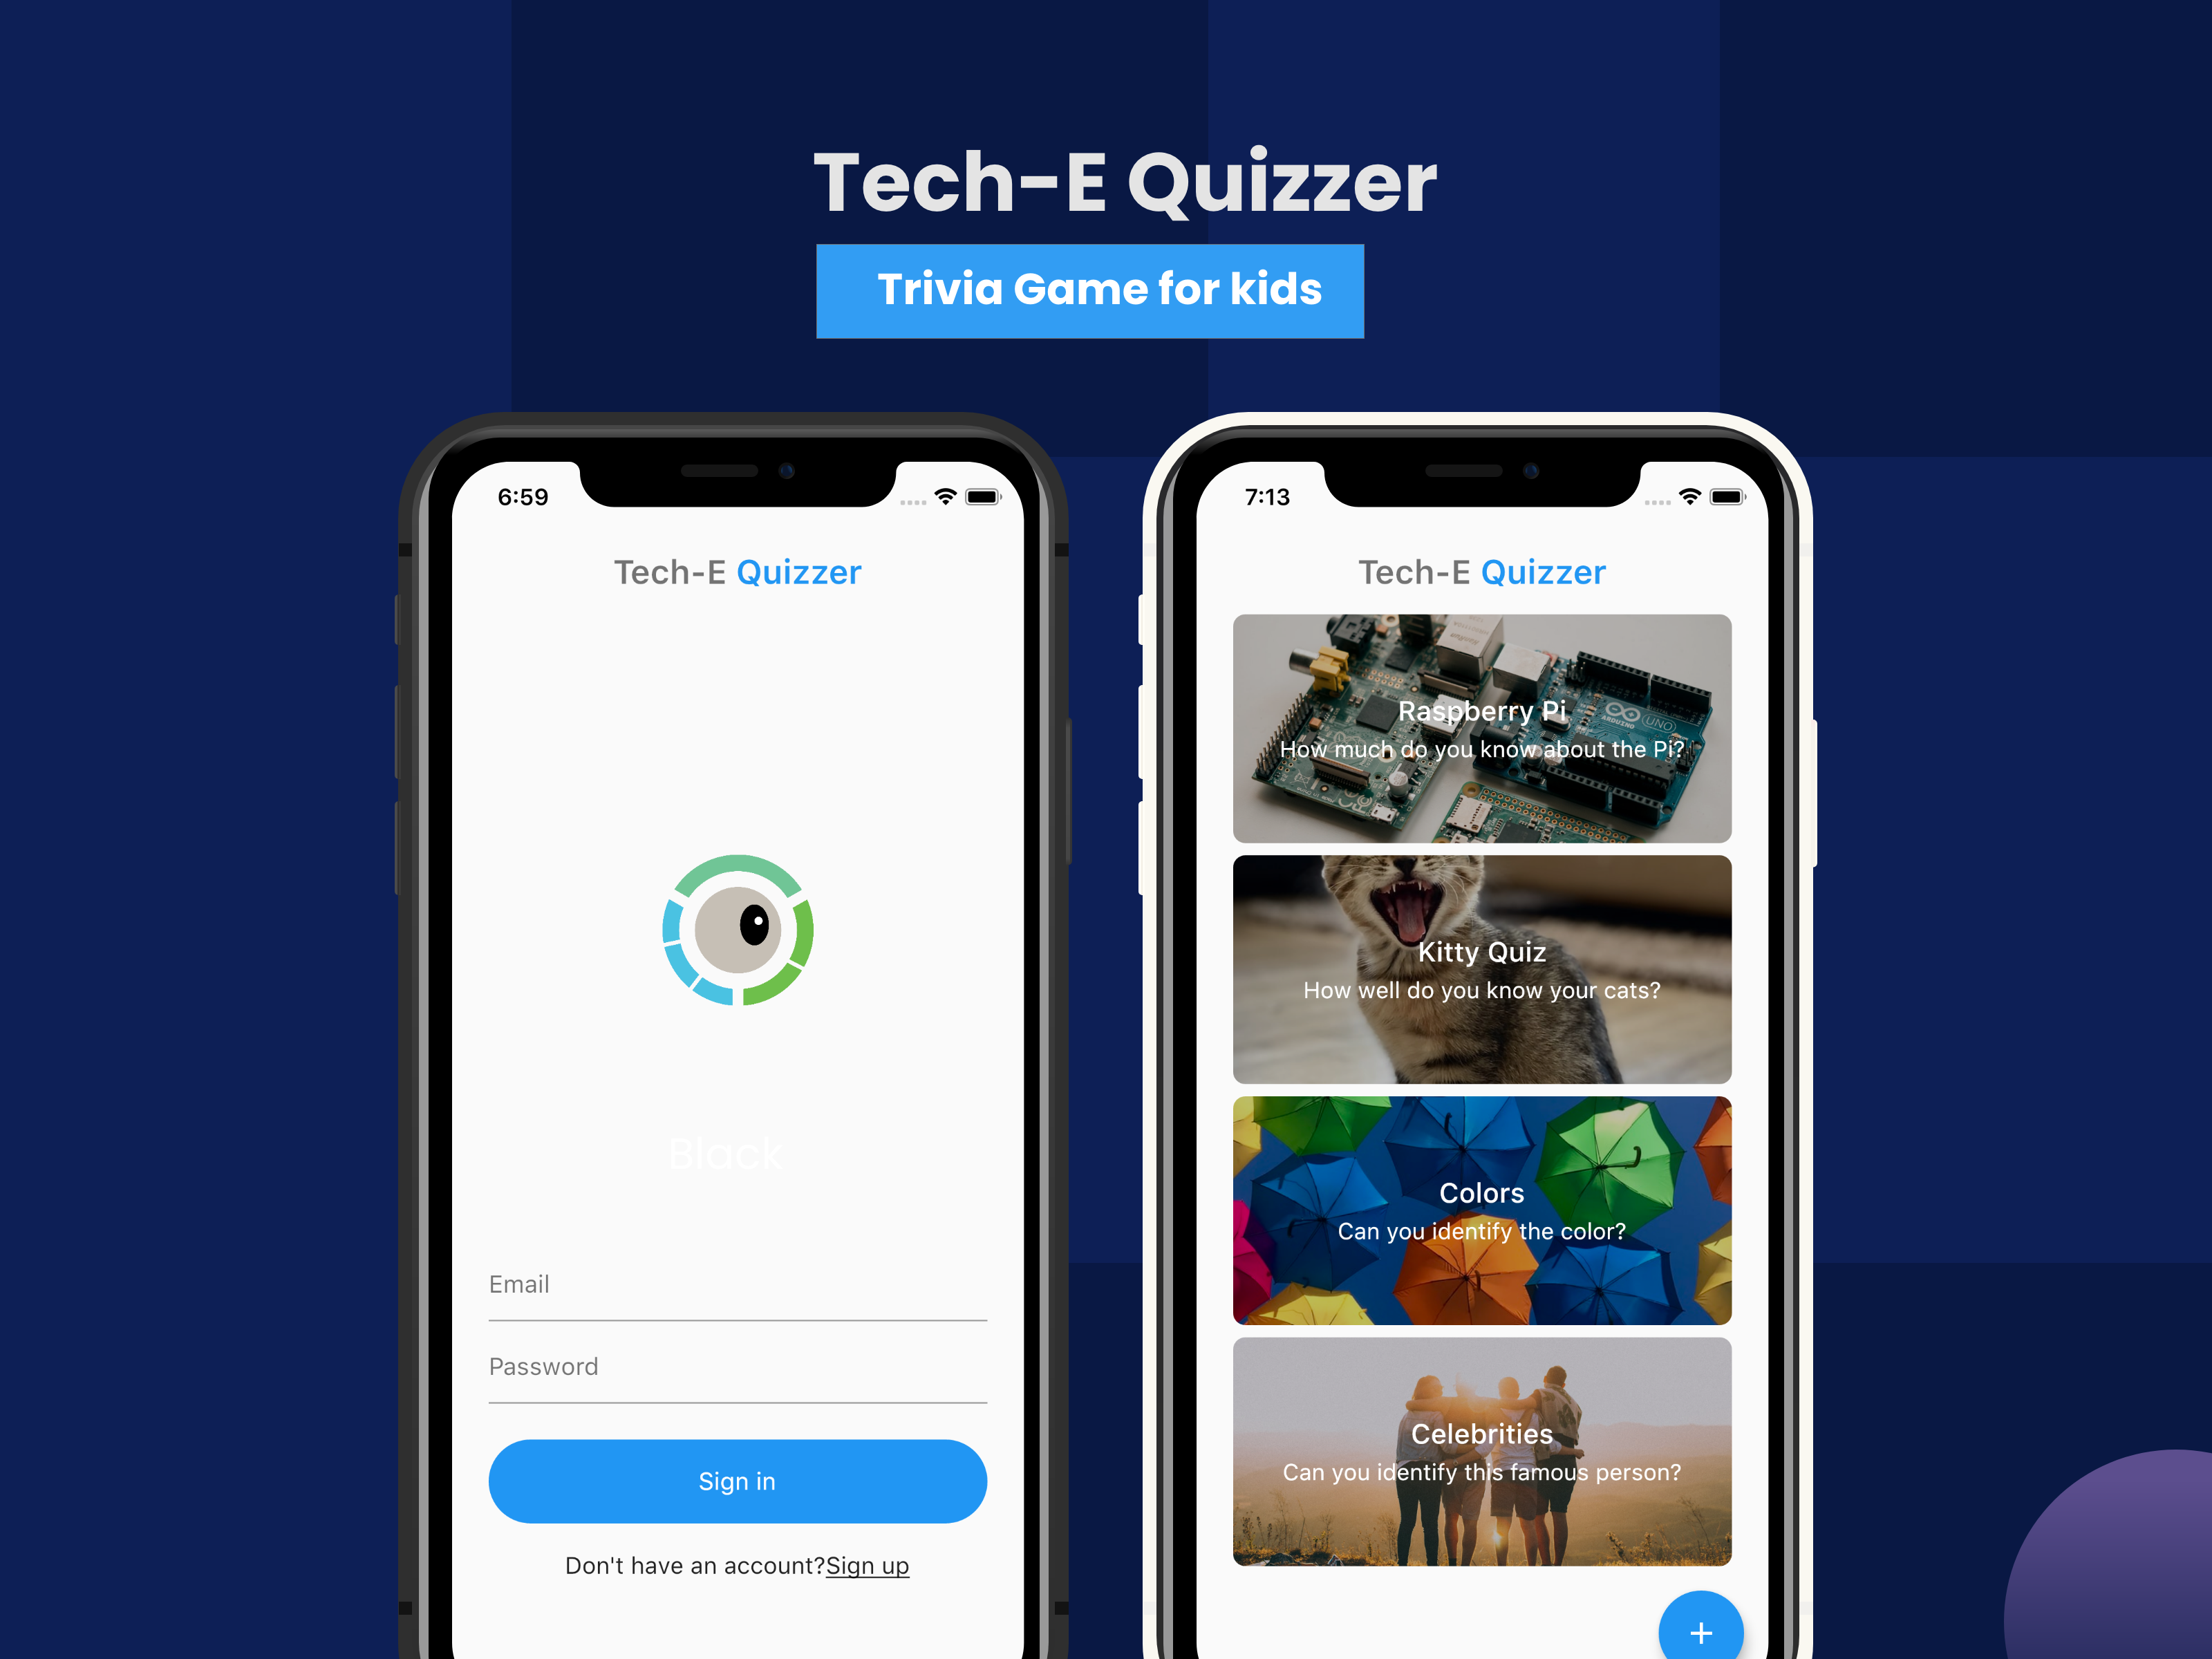 Tech-E Quizzer
Trivia Game for kids
6:59
Tech-E Quizzer
Black
Email
Password
Sign in
Don't have an account?Sign up
7:13
Tech-E Quizzer
Raspberry Pi
How much do you know about the Pi?
ARDUINO
UNO
Kitty Quiz
How well do you know your cats?
Colors
Can you identify the color?
Celebrities
Can you identify this famous person?
+